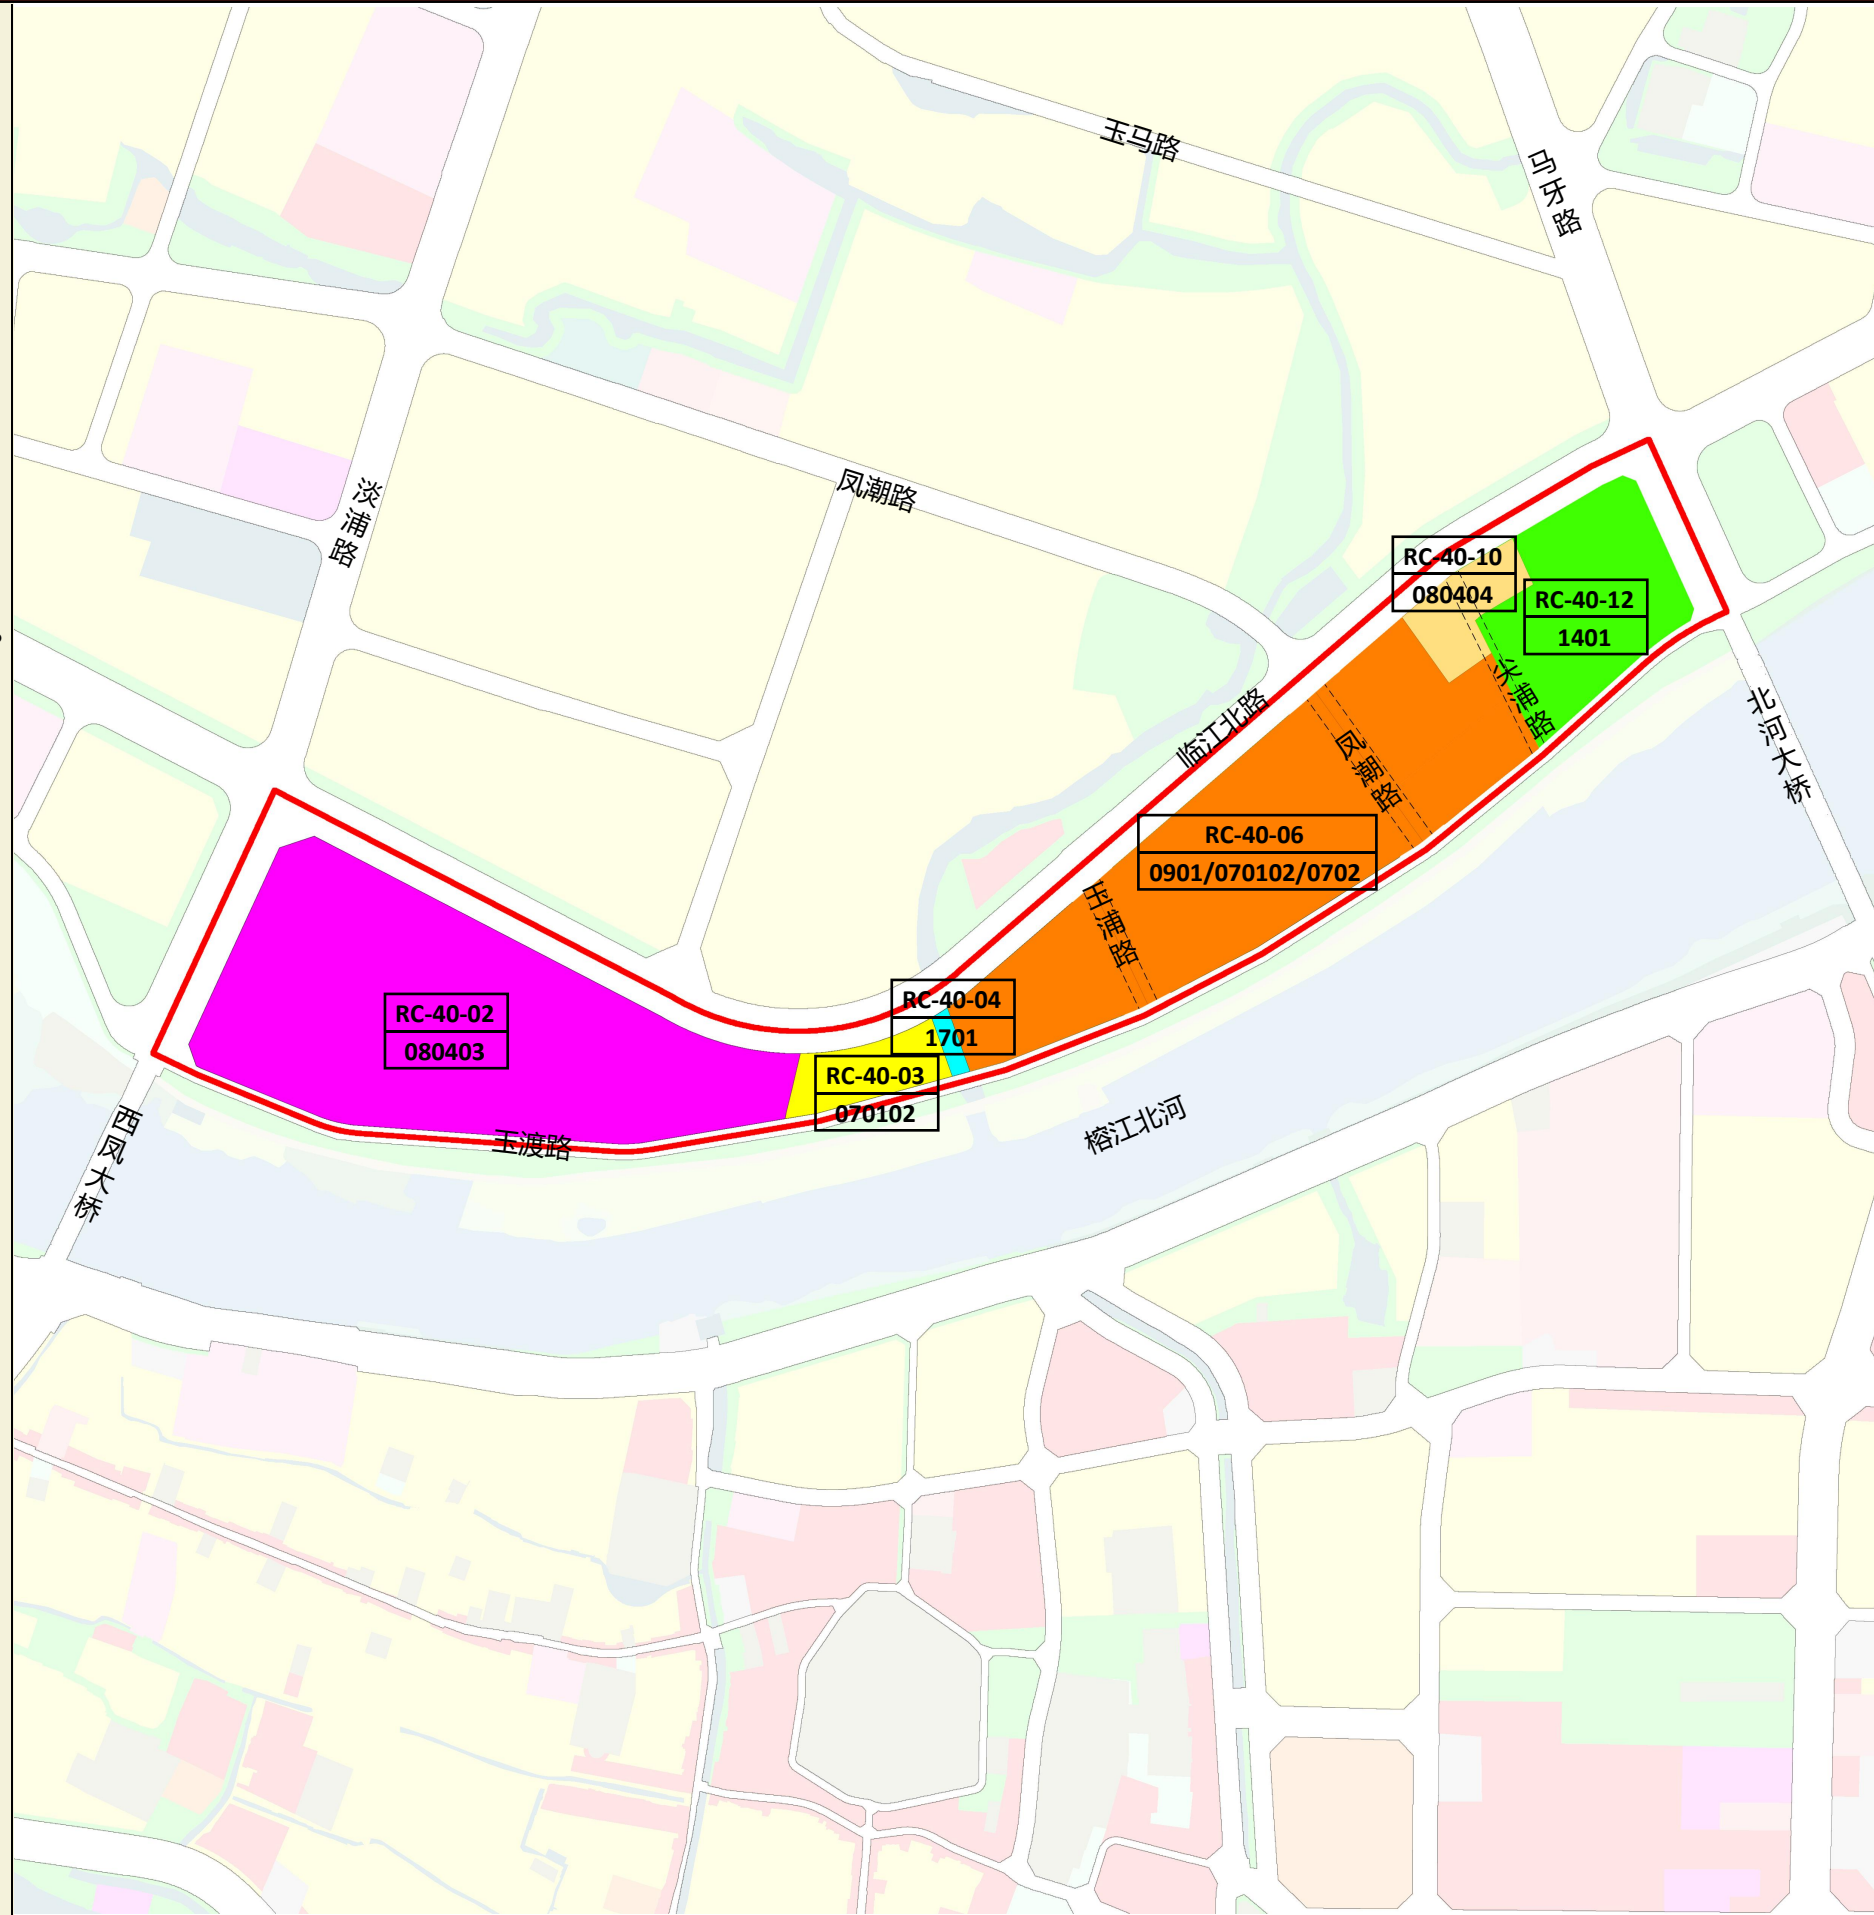 玉马路
马牙路
淡浦路
凤潮路
RC-40-10
080404
RC-40-12
1401
尖浦路
临江北路
凤潮路
北河大桥
RC-40-06
0901/070102/0702
玉浦路
RC-40-02
080403
RC-40-04
1701
RC-40-03
070102
西凤大桥
玉渡路
榕江北河